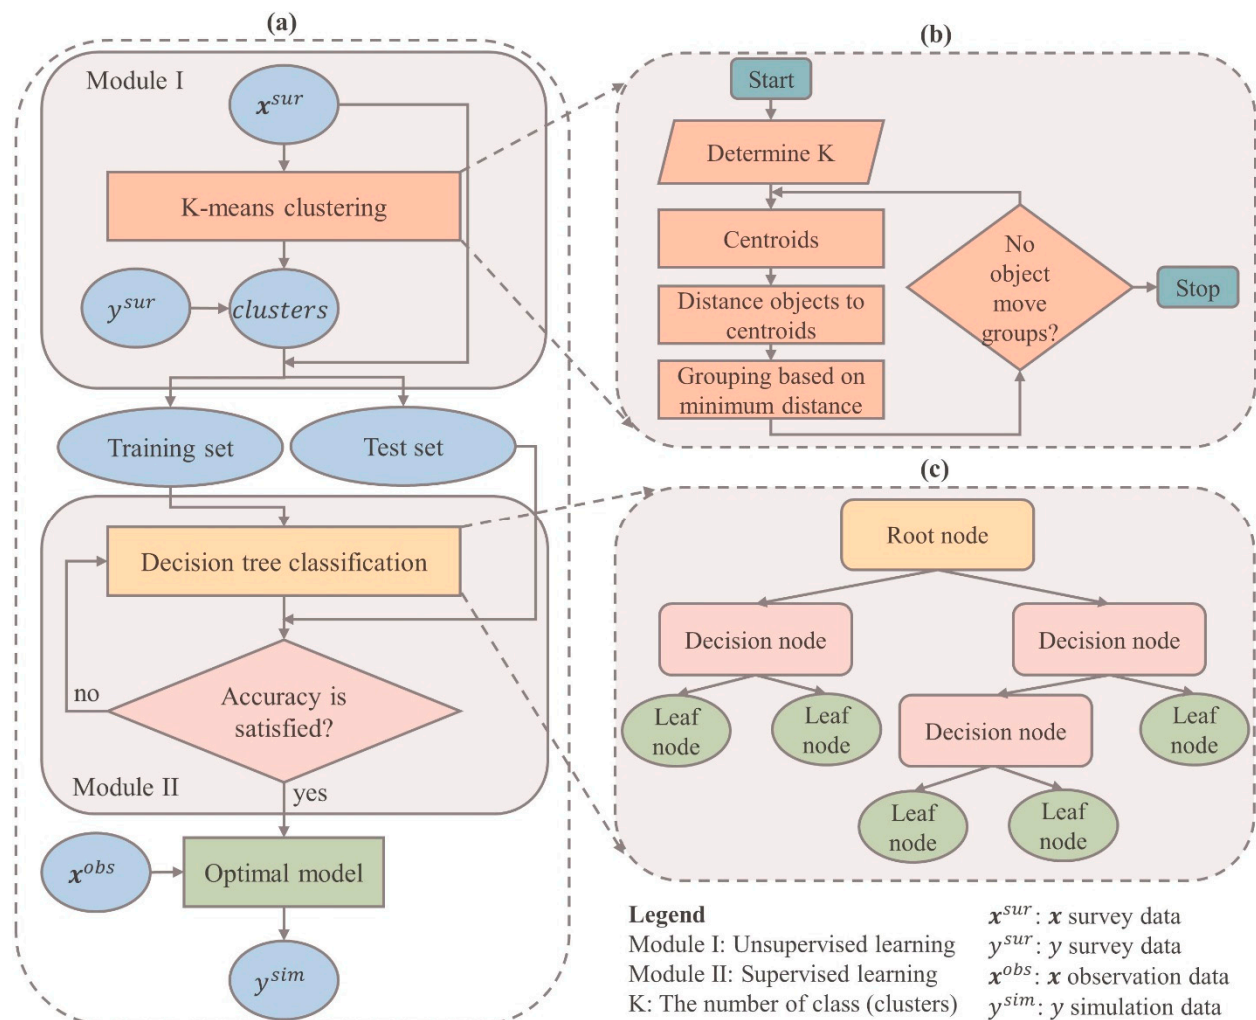 (a)
Module I
x^sur
K-means clustering
y^sur
clusters
Training set
Test set
Decision tree classification
no
Accuracy is
satisfied?
Module II
yes
x^obs
Optimal model
y^sim
(b)
Start
Determine K
Centroids
Distance objects to
centroids
Grouping based on
minimum distance
No
object
move
groups?
Stop
(c)
Root node
Decision node
Decision node
Leaf
node
Leaf
node
Decision node
Leaf
node
Leaf
node
Leaf
node
Legend
Module I: Unsupervised learning
Module II: Supervised learning
K: The number of class (clusters)
x^sur: x survey data
y^sur: y survey data
x^obs: x observation data
y^sim: y simulation data